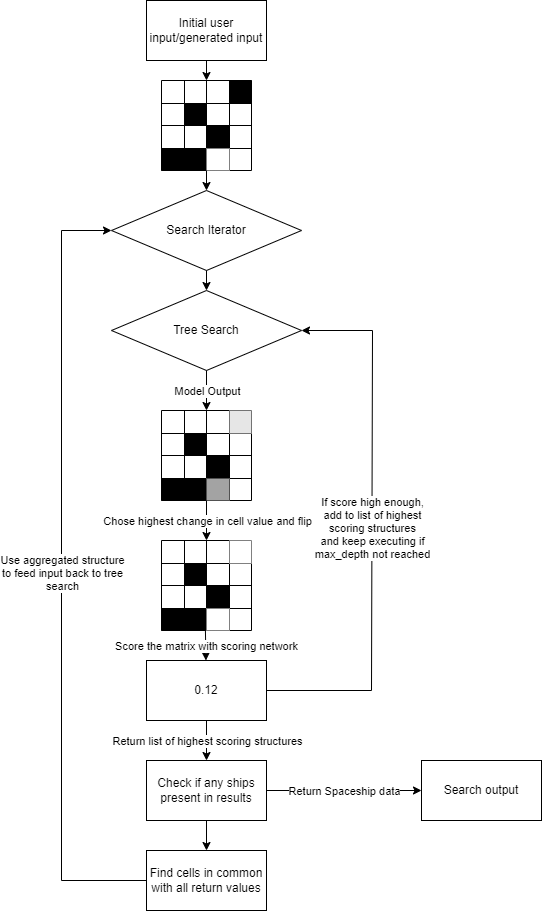 Initial user
input/generated input
Search Iterator
Tree Search
Model Output
Chose highest change in cell value and flip
If score high enough,
add to list of highest
scoring structures
and keep executing if
max_depth not reached
Use aggregated structure
to feed input back to tree
search
Score the matrix with scoring network
0.12
Return list of highest scoring structures
Check if any ships
present in results
Return Spaceship data
Search output
Find cells in common
with all return values